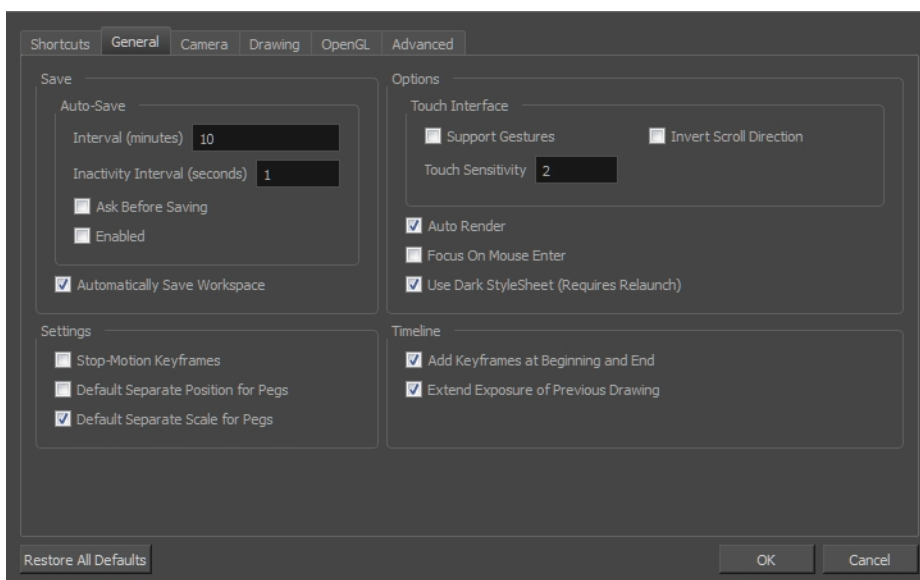 Shortcuts General Camera Drawing OpenGL Advanced
Save
Auto-Save
Interval (minutes) 10
Inactivity Interval (seconds) 1
Ask Before Saving
Enabled
Automatically Save Workspace
Options
Touch Interface
Support Gestures Invert Scroll Direction
Touch Sensitivity 2
Auto Render
Focus On Mouse Enter
Use Dark StyleSheet (Requires Relaunch)
Settings
Stop-Motion Keyframes
Default Separate Position for Pegs
Default Separate Scale for Pegs
Timeline
Add Keyframes at Beginning and End
Extend Exposure of Previous Drawing
Restore All Defaults OK Cancel